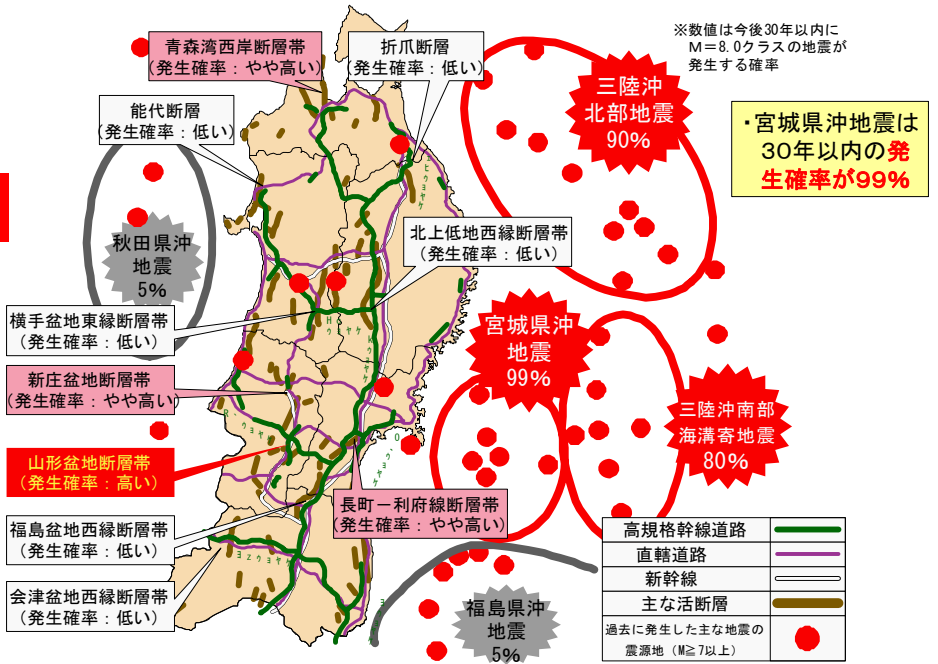 青森湾西岸断層帯
(発生確率：やや高い)
折爪断層
(発生確率：低い)
※数値は今後30年以内に
M＝8.0クラスの地震が
発生する確率
三陸沖
北部地震
90%
能代断層
(発生確率：低い)
・宮城県沖地震は
30年以内の発
生確率が99%
秋田県沖
地震
5%
北上低地西縁断層帯
(発生確率：低い)
横手盆地東縁断層帯
(発生確率：低い)
宮城県沖
地震
99%
新庄盆地断層帯
(発生確率：やや高い)
三陸沖南部
海溝寄地震
80%
山形盆地断層帯
(発生確率：高い)
長町ー利府線断層帯
(発生確率：やや高い)
福島盆地西縁断層帯
(発生確率：低い)
会津盆地西縁断層帯
(発生確率：低い)
福島県沖
地震
5%
高規格幹線道路
直轄道路
新幹線
主な活断層
過去に発生した主な地震の
震源地（M≧7以上）